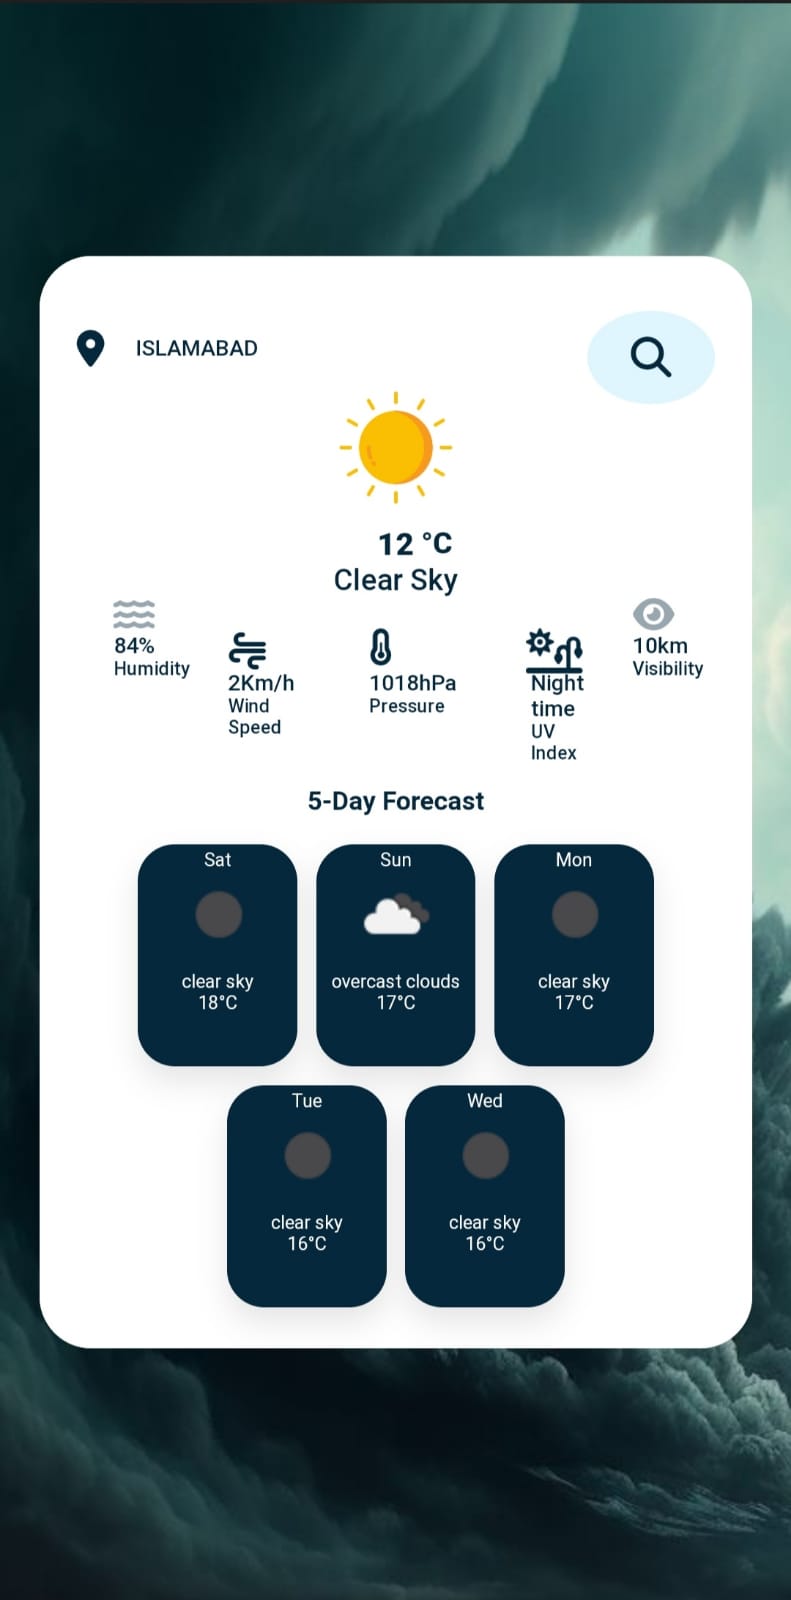 ISLAMABAD
12 °C
Clear Sky
84%
Humidity
2Km/h
Wind
Speed
1018hPa
Pressure
Night
time
UV
Index
10km
Visibility
5-Day Forecast
Sat
clear sky
18°C
Sun
overcast clouds
17°C
Mon
clear sky
17°C
Tue
clear sky
16°C
Wed
clear sky
16°C